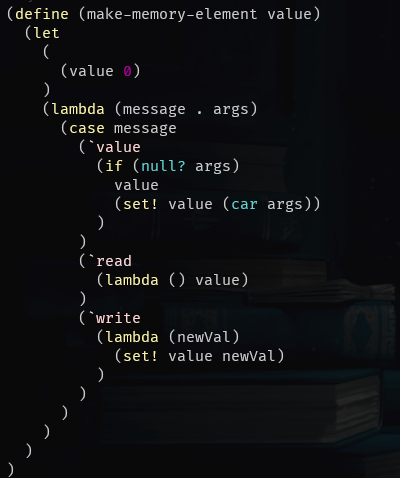 (define (make-memory-element value)
  (let
    (
      (value 0)
    )
    (lambda (message . args)
      (case message
        (`value
          (if (null? args)
            value
            (set! value (car args))
          )
        )
        (`read
          (lambda () value)
        )
        (`write
          (lambda (newVal)
            (set! value newVal)
          )
        )
      )
    )
  )
)